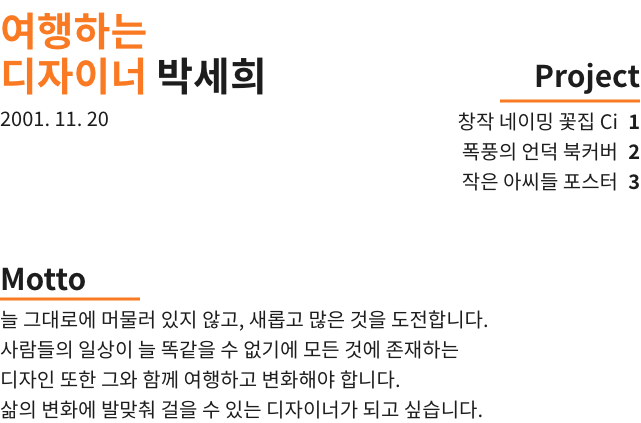 여행하는
디자이너 박세희
2001. 11. 20
Project
창작 네이밍 꽃집 Ci 1
폭풍의 언덕 북커버 2
작은 아씨들 포스터 3
Motto
늘 그대로에 머물러 있지 않고, 새롭고 많은 것을 도전합니다.
사람들의 일상이 늘 똑같을 수 없기에 모든 것에 존재하는
디자인 또한 그와 함께 여행하고 변화해야 합니다.
삶의 변화에 발맞춰 걸을 수 있는 디자이너가 되고 싶습니다.